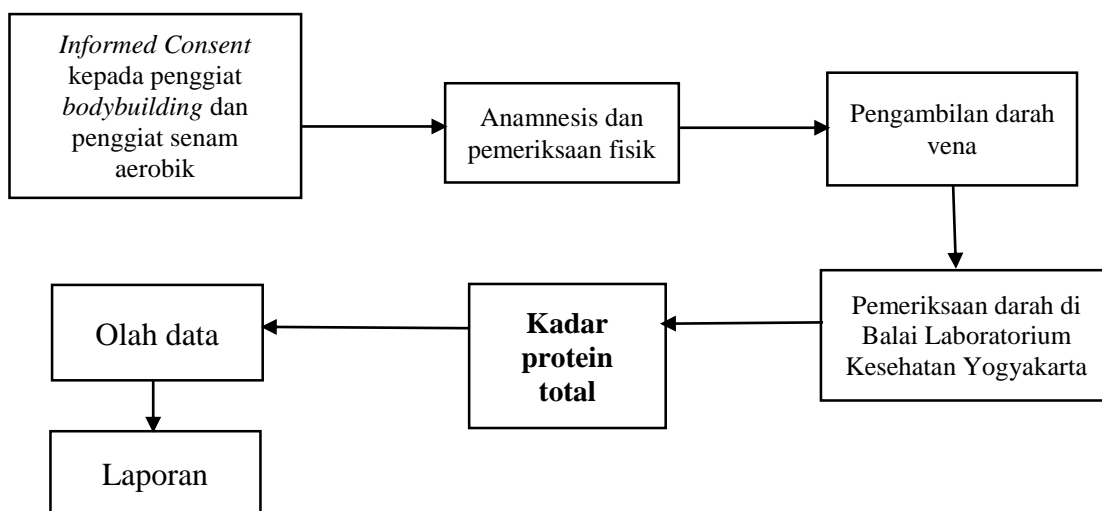 Informed Consent
kepada penggiat
bodybuilding dan
penggiat senam
aerobik
Anamnesis dan
pemeriksaan fisik
Pengambilan darah
vena
Pemeriksaan darah di
Balai Laboratorium
Kesehatan Yogyakarta
Kadar
protein
total
Olah data
Laporan